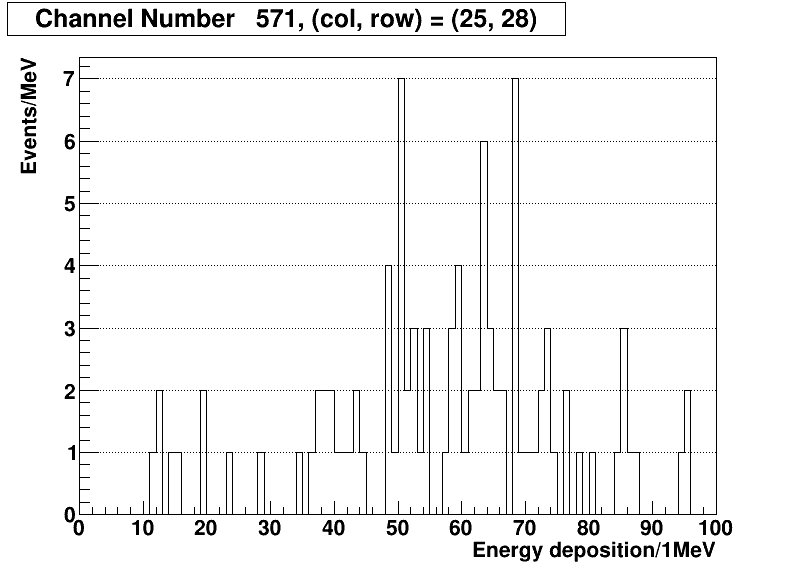 Channel Number 571, (col, row) = (25, 28)
Events/MeV
7
6
5
4
3
2
1
0
0 10 20 30 40 50 60 70 80 90 100
Energy deposition/1MeV